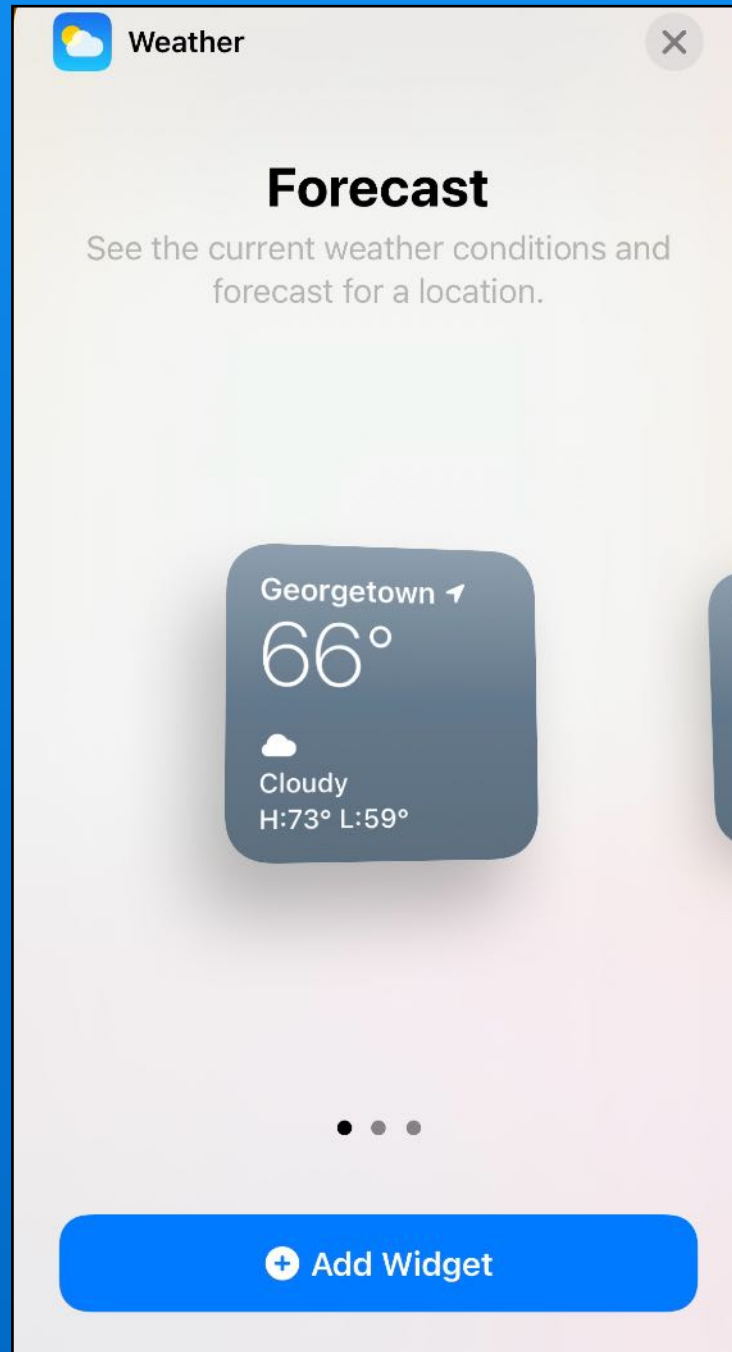 Weather
Forecast
See the current weather conditions and
forecast for a location.
Georgetown
66°
Cloudy
H:73° L:59°
Add Widget